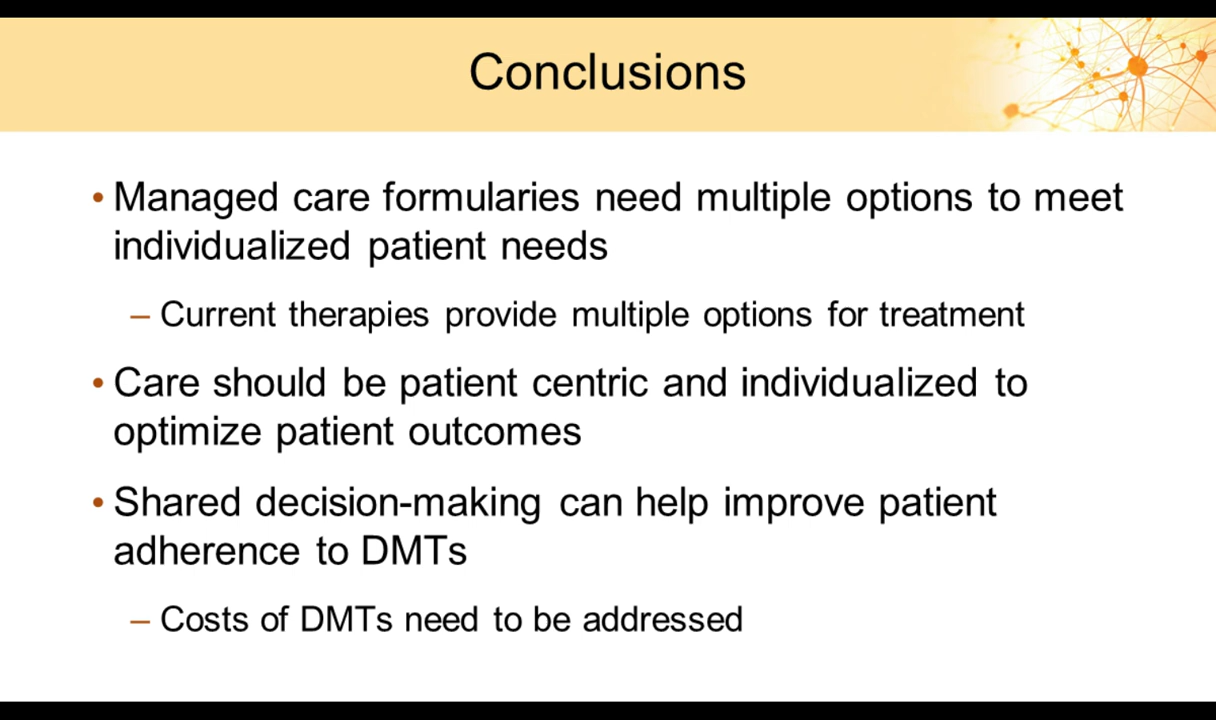 Conclusions
• Managed care formularies need multiple options to meet
individualized patient needs
– Current therapies provide multiple options for treatment
• Care should be patient centric and individualized to
optimize patient outcomes
• Shared decision-making can help improve patient
adherence to DMTs
– Costs of DMTs need to be addressed